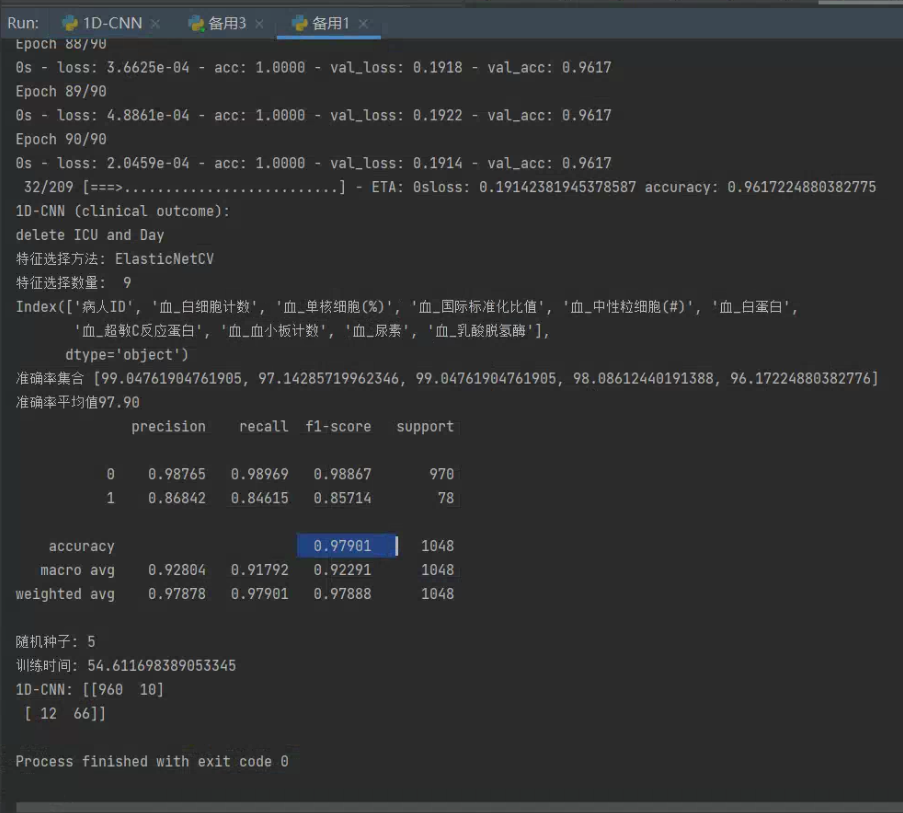 Run: 1D-CNN × 备用3 × 备用1 ×
Epoch 88/90
0s - loss: 3.6625e-04 - acc: 1.0000 - val_loss: 0.1918 - val_acc: 0.9617
Epoch 89/90
0s - loss: 4.8861e-04 - acc: 1.0000 - val_loss: 0.1922 - val_acc: 0.9617
Epoch 90/90
0s - loss: 2.0459e-04 - acc: 1.0000 - val_loss: 0.1914 - val_acc: 0.9617
32/209 [===>..........................] - ETA: 0sloss: 0.19142381945378587 accuracy: 0.9617224880382775
1D-CNN (clinical outcome):
delete ICU and Day
特征选择方法: ElasticNetCV
特征选择数量: 9
Index(['病人ID', '血_白细胞计数', '血_单核细胞(%)', '血_国际标准化比值', '血_中性粒细胞(#)', '血_白蛋白',
'血_超敏C反应蛋白', '血_血小板计数', '血_尿素', '血_乳酸脱氢酶'],
dtype='object')
准确率集合 [99.04761904761905, 97.14285719962346, 99.04761904761905, 98.08612440191388, 96.17224880382776]
准确率平均值97.90
precision recall f1-score support
0 0.98765 0.98969 0.98867 970
1 0.86842 0.84615 0.85714 78
accuracy 0.97901 1048
macro avg 0.92804 0.91792 0.92291 1048
weighted avg 0.97878 0.97901 0.97888 1048
随机种子: 5
训练时间: 54.611698389053345
1D-CNN: [[960 10]
[ 12 66]]
Process finished with exit code 0